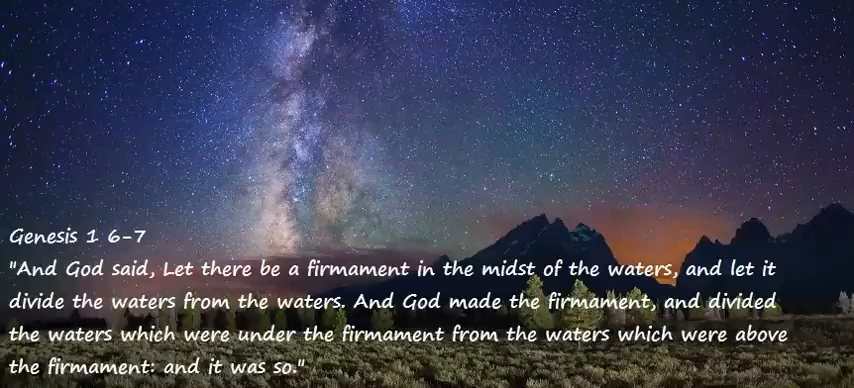 Genesis 1 6-7
"And God said, Let there be a firmament in the midst of the waters, and let it
divide the waters from the waters. And God made the firmament, and divided
the waters which were under the firmament from the waters which were above
the firmament: and it was so."